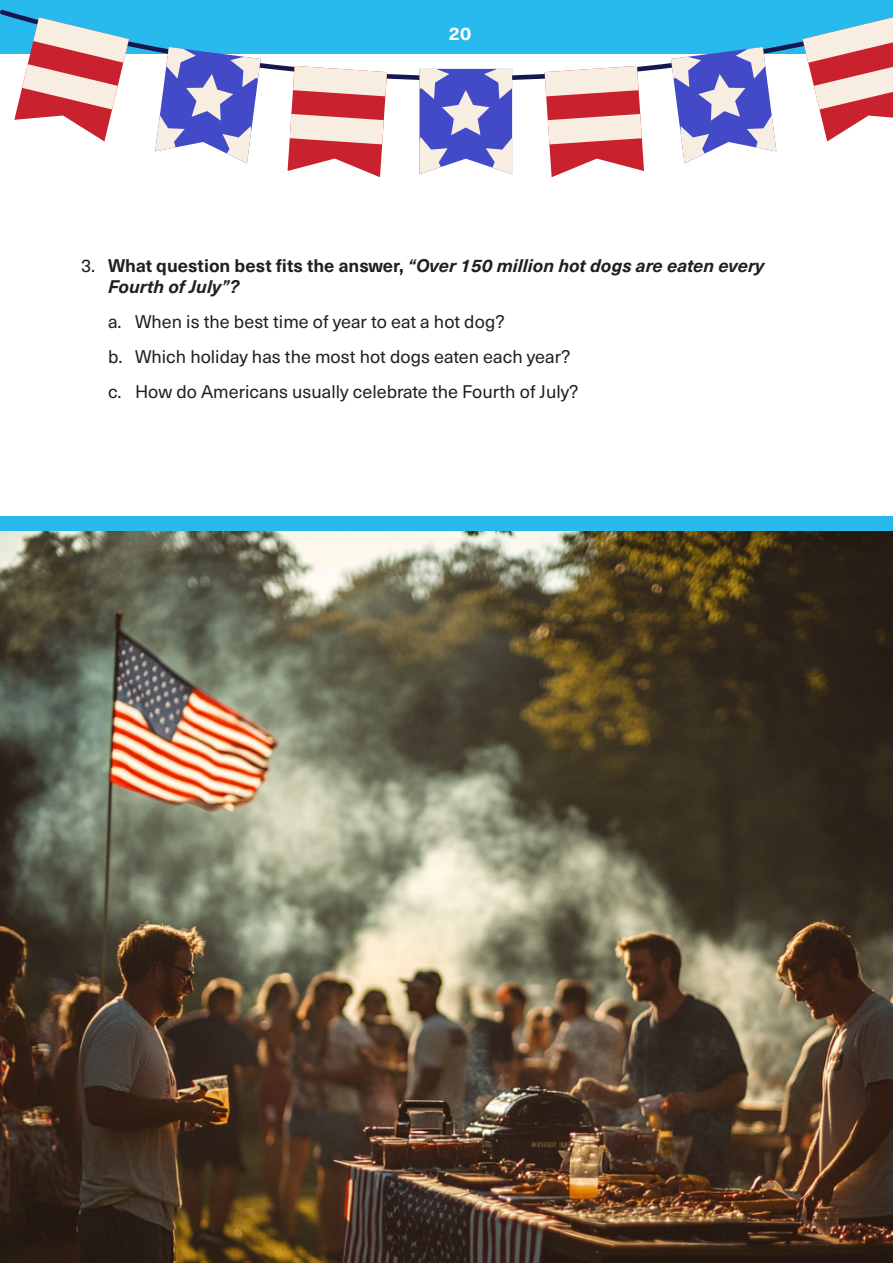 20
3. What question best fits the answer, “Over 150 million hot dogs are eaten every
Fourth of July”?
a. When is the best time of year to eat a hot dog?
b. Which holiday has the most hot dogs eaten each year?
c. How do Americans usually celebrate the Fourth of July?